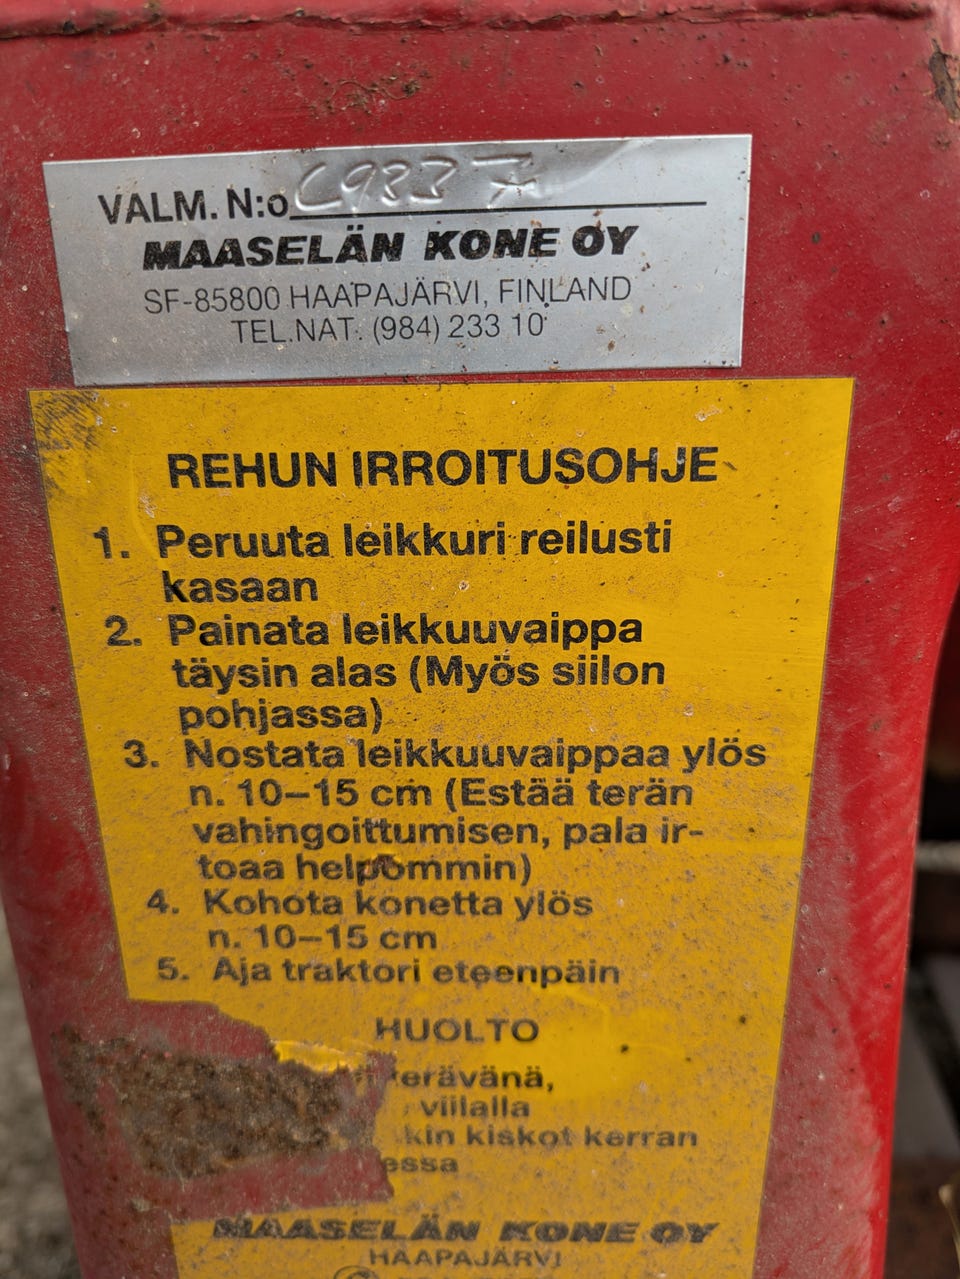 VALM. N:o
MAASELÄN KONE OY
SF-85800 HAAPAJÄRVI, FINLAND
TEL.NAT. (984) 233 10
REHUN IRROITUSOHJE
1. Peruuta leikkuri reilusti
kasaan
2. Painata leikkuuvaippa
täysin alas (Myös siilon
pohjassa)
3. Nostata leikkuuvaippaa ylös
n. 10–15 cm (Estää terän
vahingoittumisen, pala ir-
toaa helpommin)
4. Kohota konetta ylös
n. 10–15 cm
5. Aja traktori eteenpäin
HUOLTO
terävänä,
viilalla
kin kiskot kerran
essa
MAASELÄN KONE OY
HAAPAJÄRVI